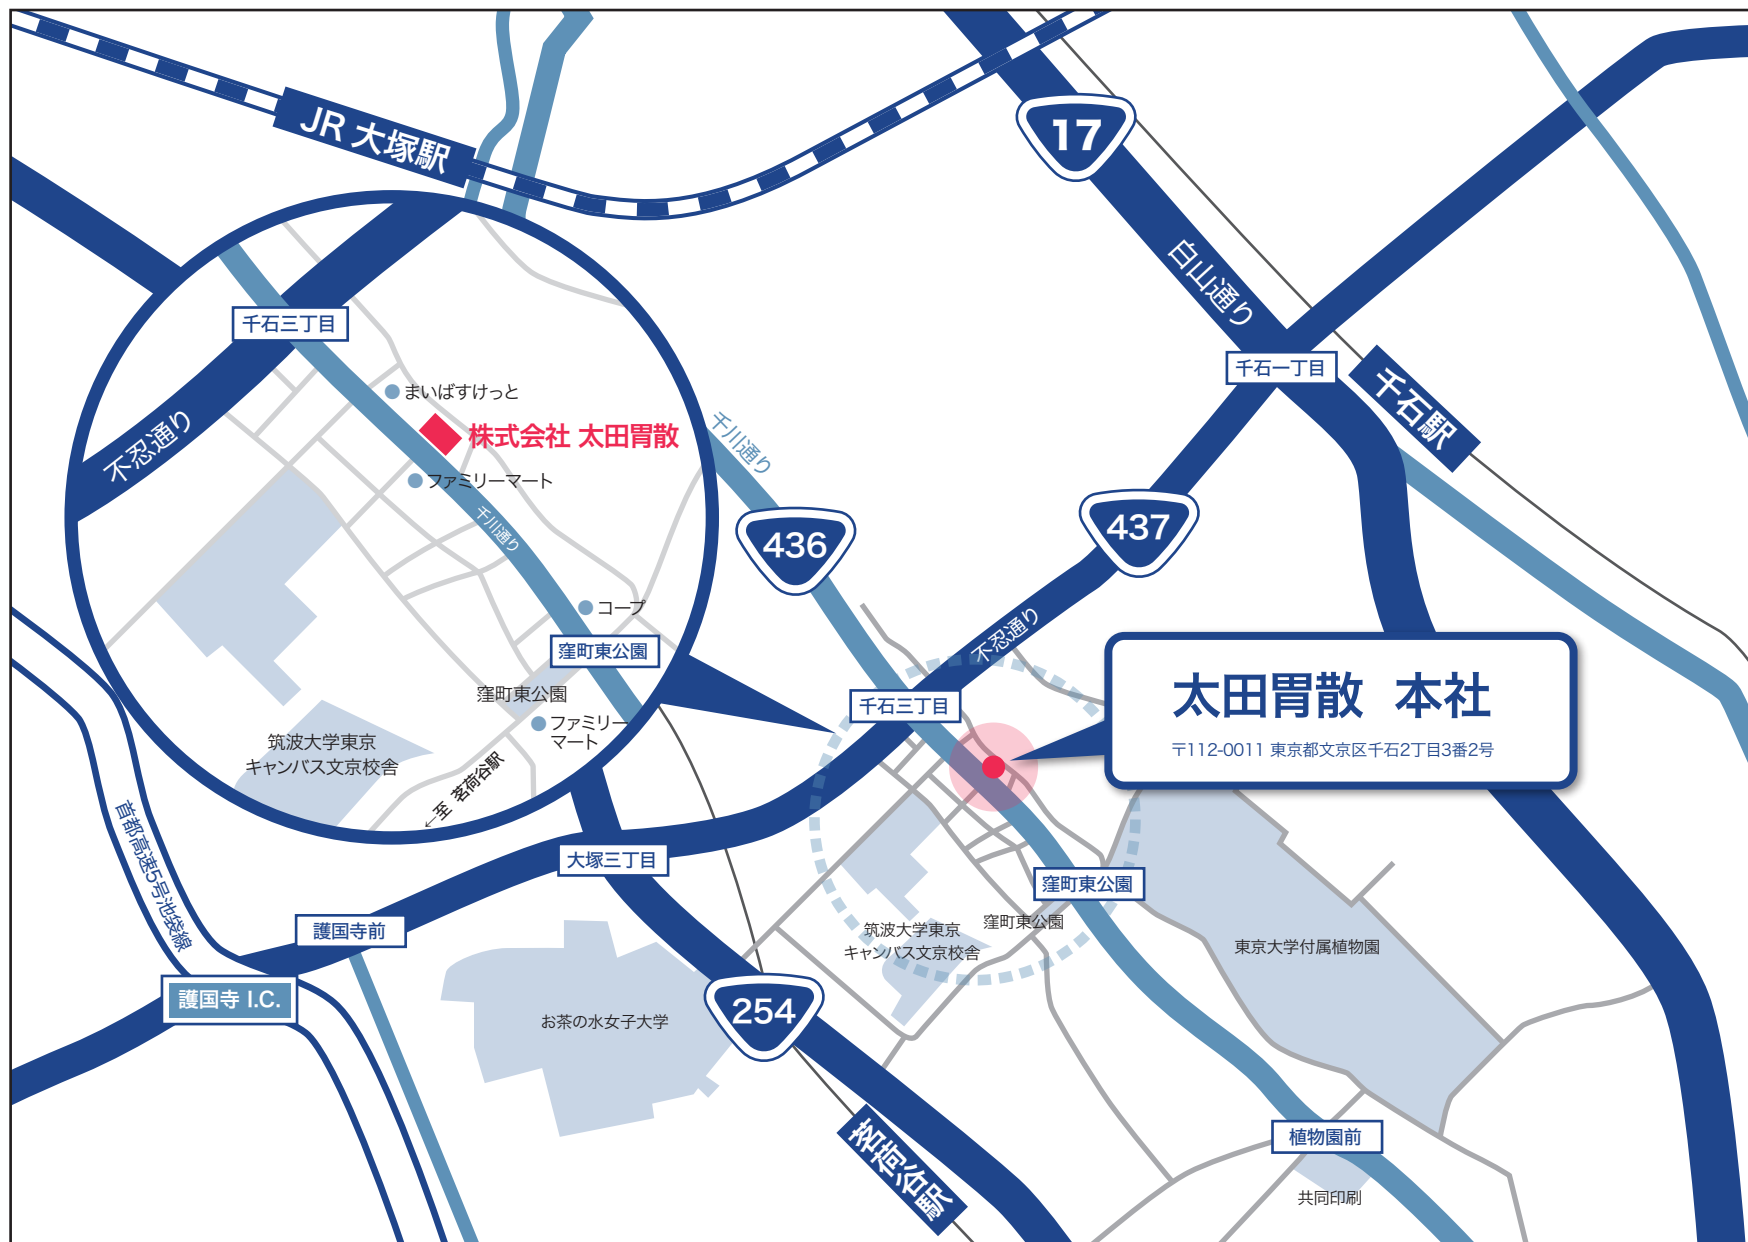 JR 大塚駅
17
白山通り
千石三丁目
千石一丁目
千石駅
まいばすけっと
株式会社 太田胃散
不忍通り
千川通り
ファミリーマート
千川通り
436
437
コープ
不忍通り
窪町東公園
太田胃散 本社
〒112-0011 東京都文京区千石2丁目3番2号
窪町東公園
千石三丁目
ファミリー
マート
筑波大学東京
キャンパス文京校舎
←至 茗荷谷駅
首都高速5号池袋線
大塚三丁目
窪町東公園
護国寺前
窪町東公園
筑波大学東京
キャンパス文京校舎
東京大学付属植物園
護国寺 I.C.
254
お茶の水女子大学
茗荷谷駅
植物園前
共同印刷